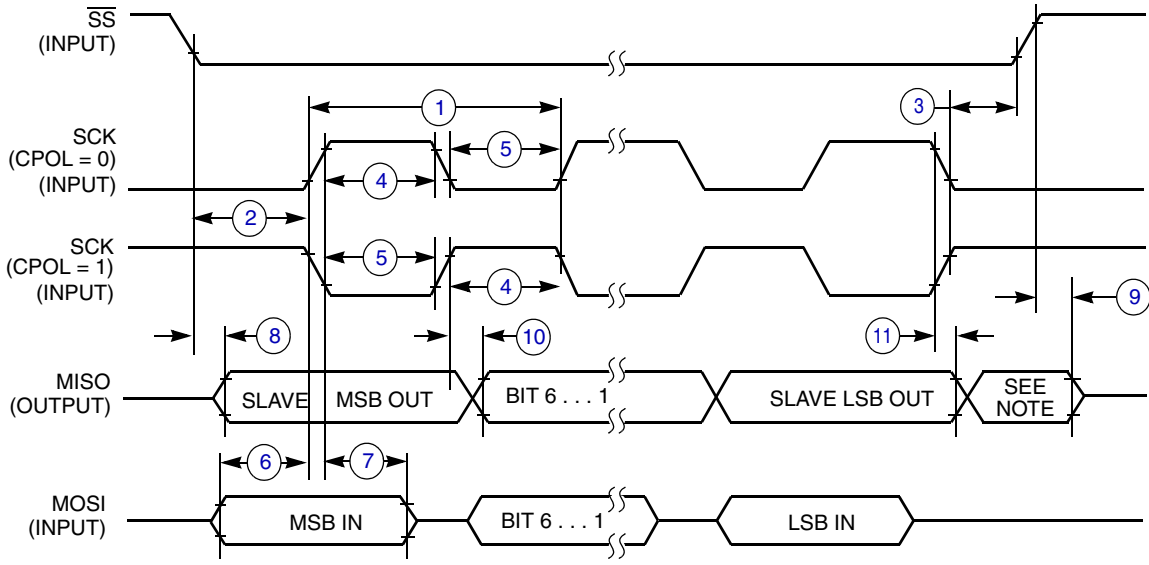 SS
(INPUT)
1
3
SCK
(CPOL = 0)
(INPUT)
5
4
2
SCK
(CPOL = 1)
(INPUT)
5
4
9
8
10
11
MISO
(OUTPUT)
SLAVE
MSB OUT
BIT 6 . . . 1
SLAVE LSB OUT
SEE
NOTE
6
7
MOSI
(INPUT)
MSB IN
BIT 6 . . . 1
LSB IN